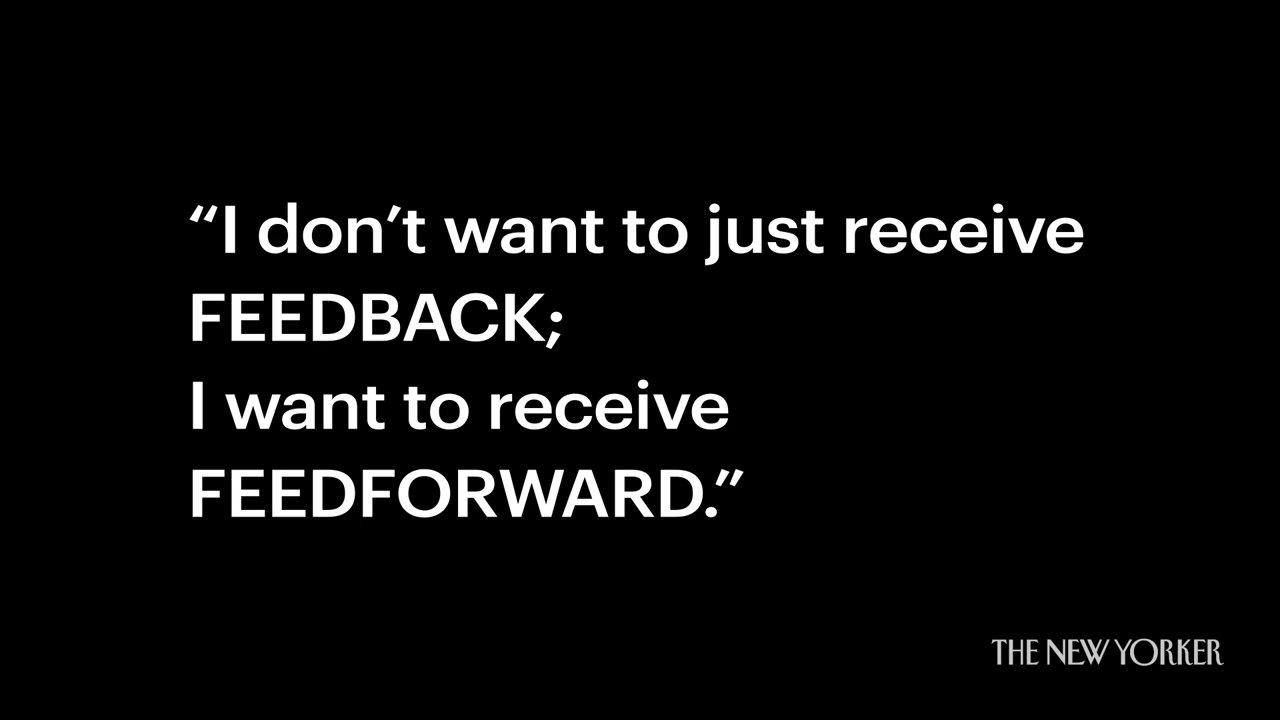 “I don’t want to just receive
FEEDBACK;
I want to receive
FEEDFORWARD.”
THE NEW YORKER